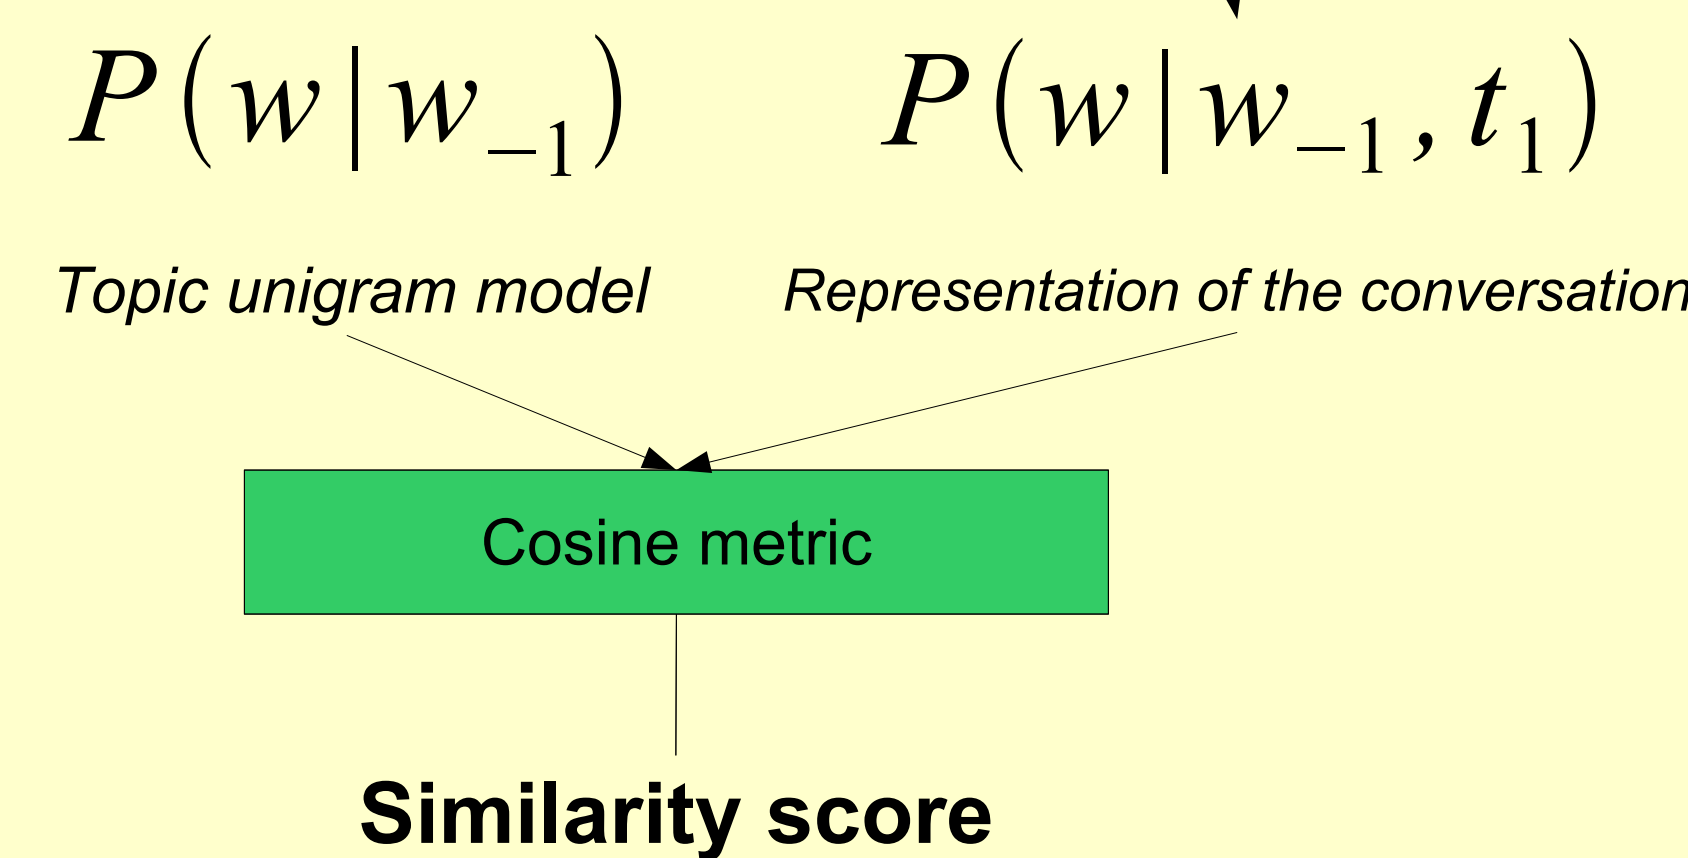 P(w|w₋₁) P(w|w₋₁, t₁)
Topic unigram model Representation of the conversation
Cosine metric
Similarity score